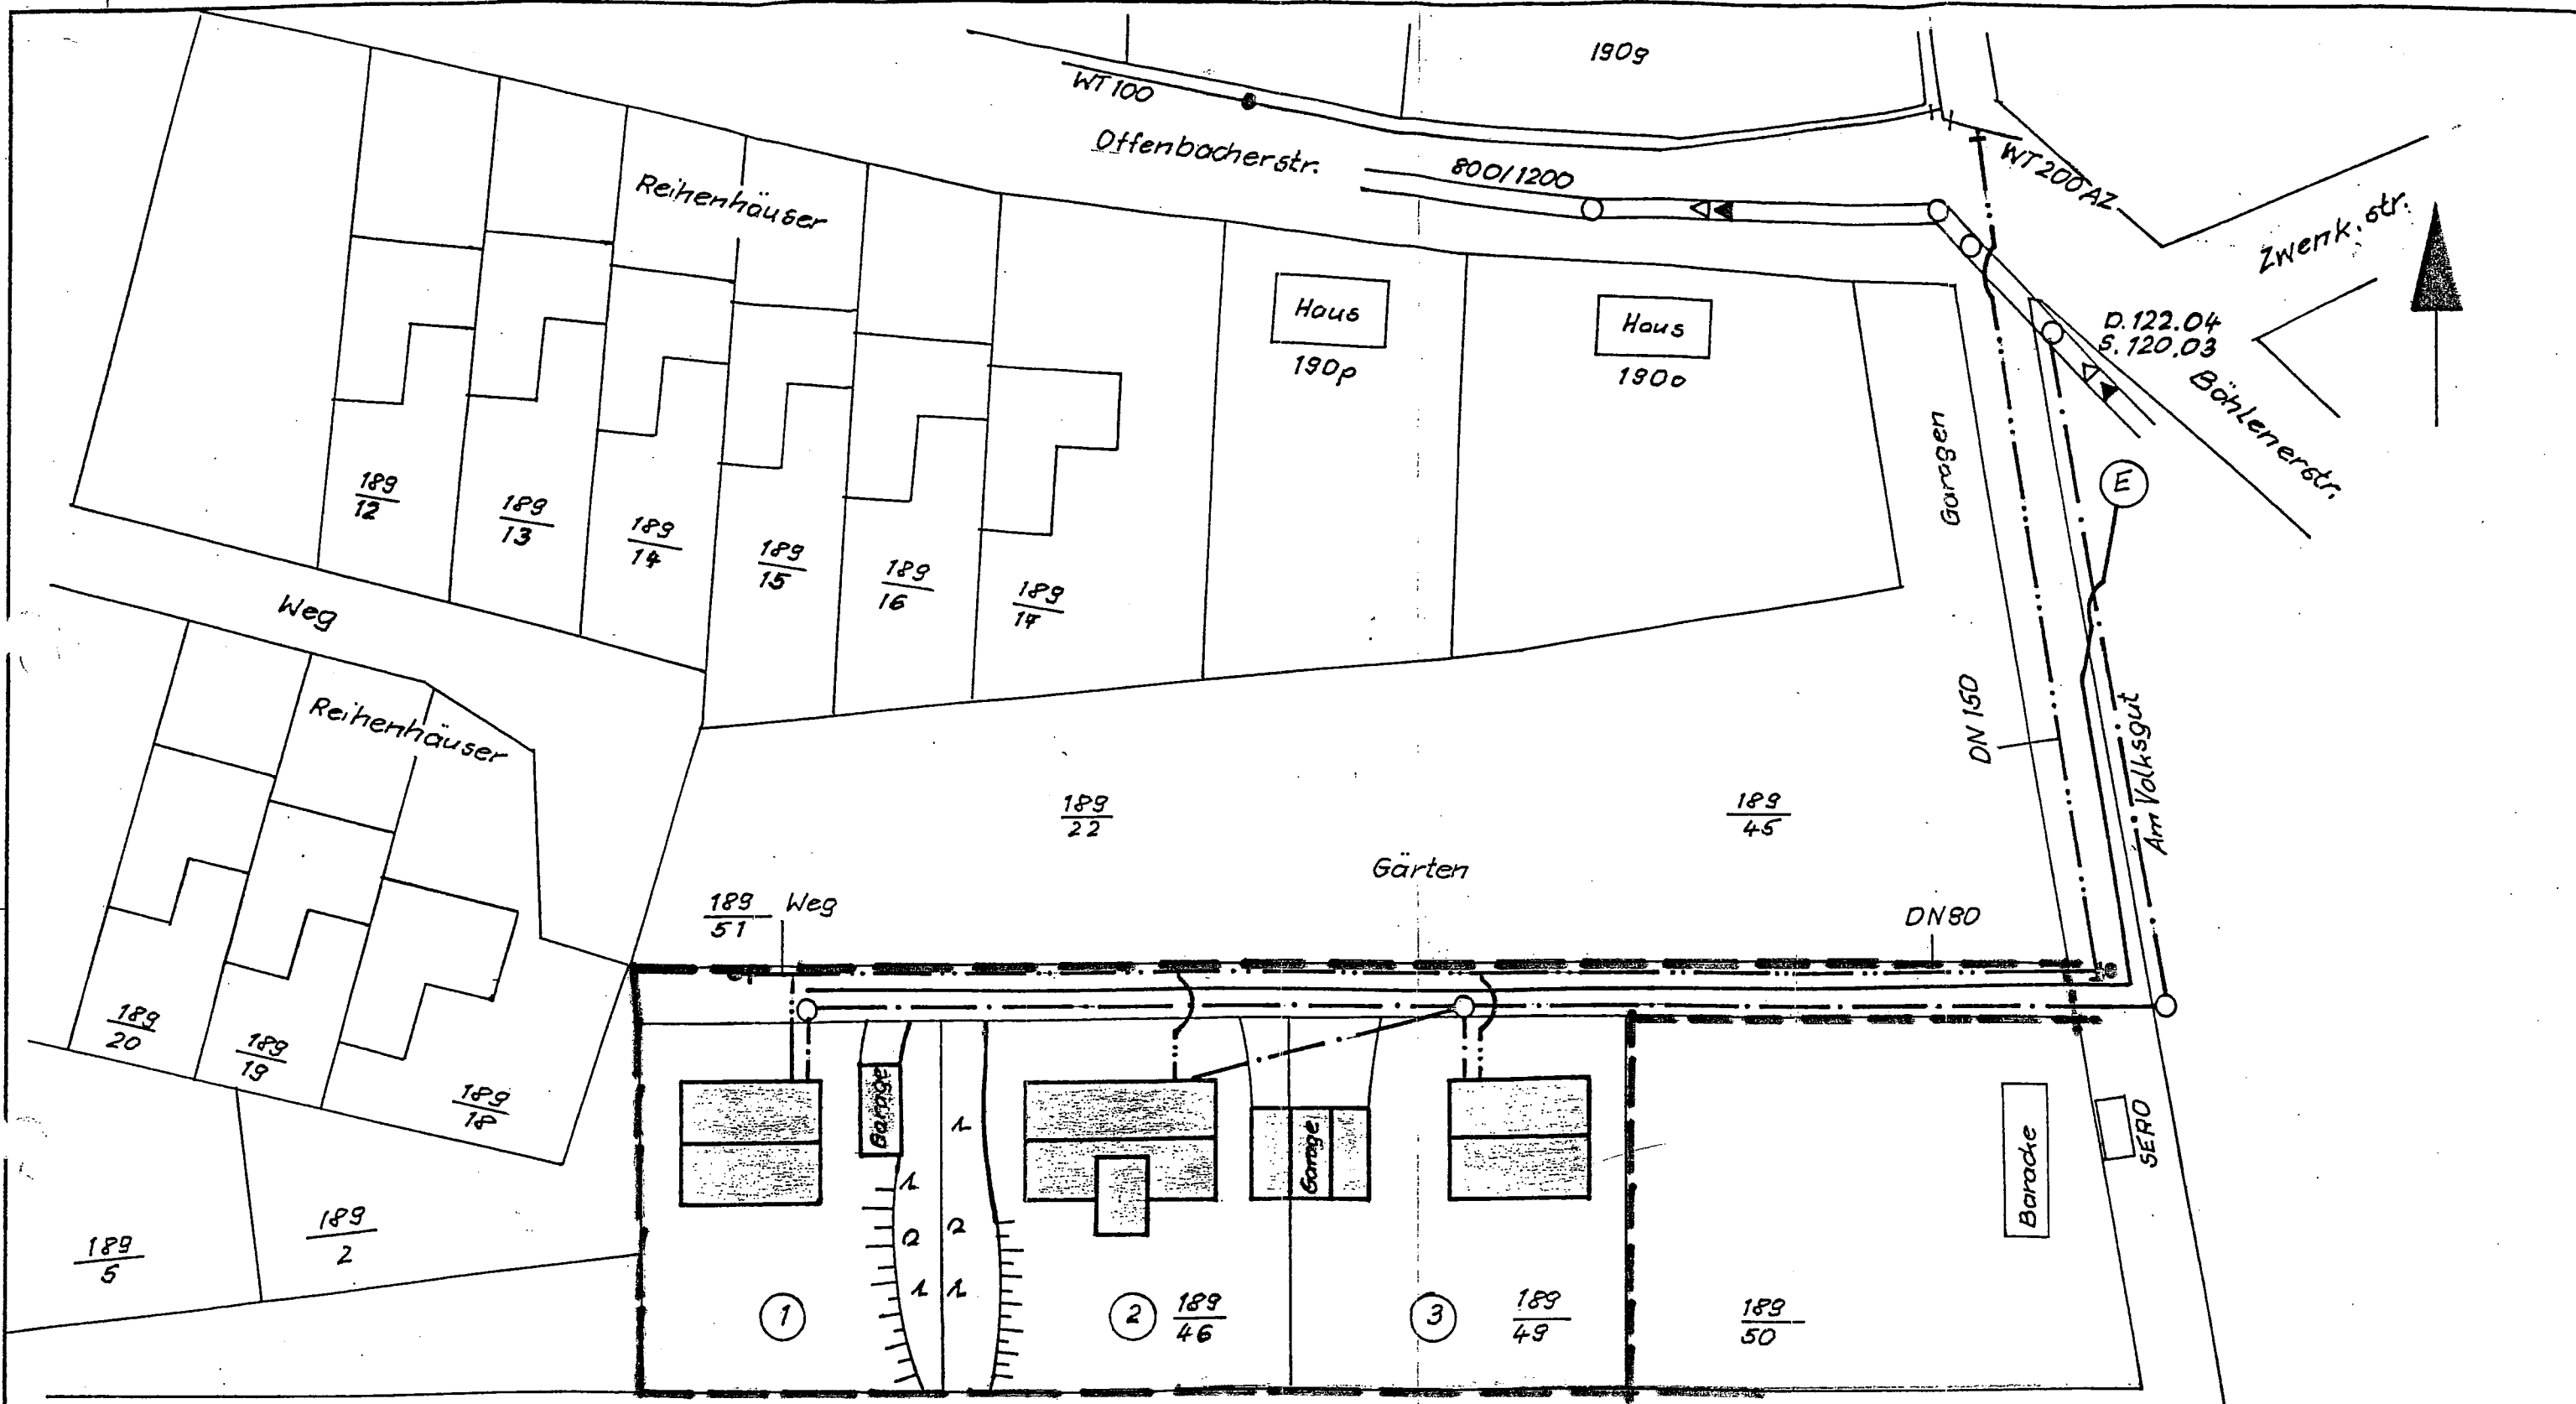 190g
WT 100
Offenbacherstr.
800/1200
WT 200 AZ
Zwenk. str.
Reihenhäuser
Haus
190p
Haus
190o
D. 122.04
S. 120.03
Böhlenerstr.
Garagen
E
189
12
189
13
189
14
189
15
189
16
189
17
Weg
Reihenhäuser
DN 150
Am Volksgut
189
22
189
45
Gärten
189
51
Weg
DN 80
189
20
189
19
189
18
Garage
Garage
Baracke
SERO
189
5
189
2
1
2
189
46
3
189
49
189
50